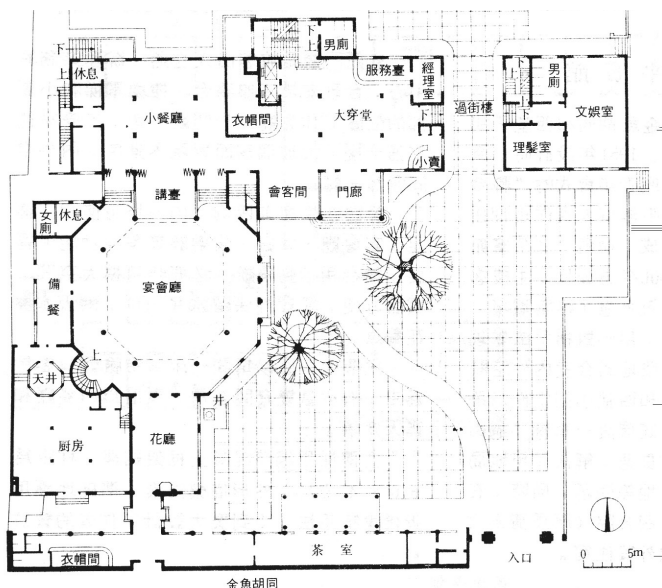 下
上
休息
小餐廳
衣帽間
下
上
男廁
服務臺
經理室
大穿堂
下
小賣
過街樓
下
上
男廁
下
文娛室
理髮室
講臺
會客間
門廊
女廁
休息
宴會廳
備餐
上
天井
井
厨房
花廳
衣帽間
茶室
入口
0 5m
金魚胡同